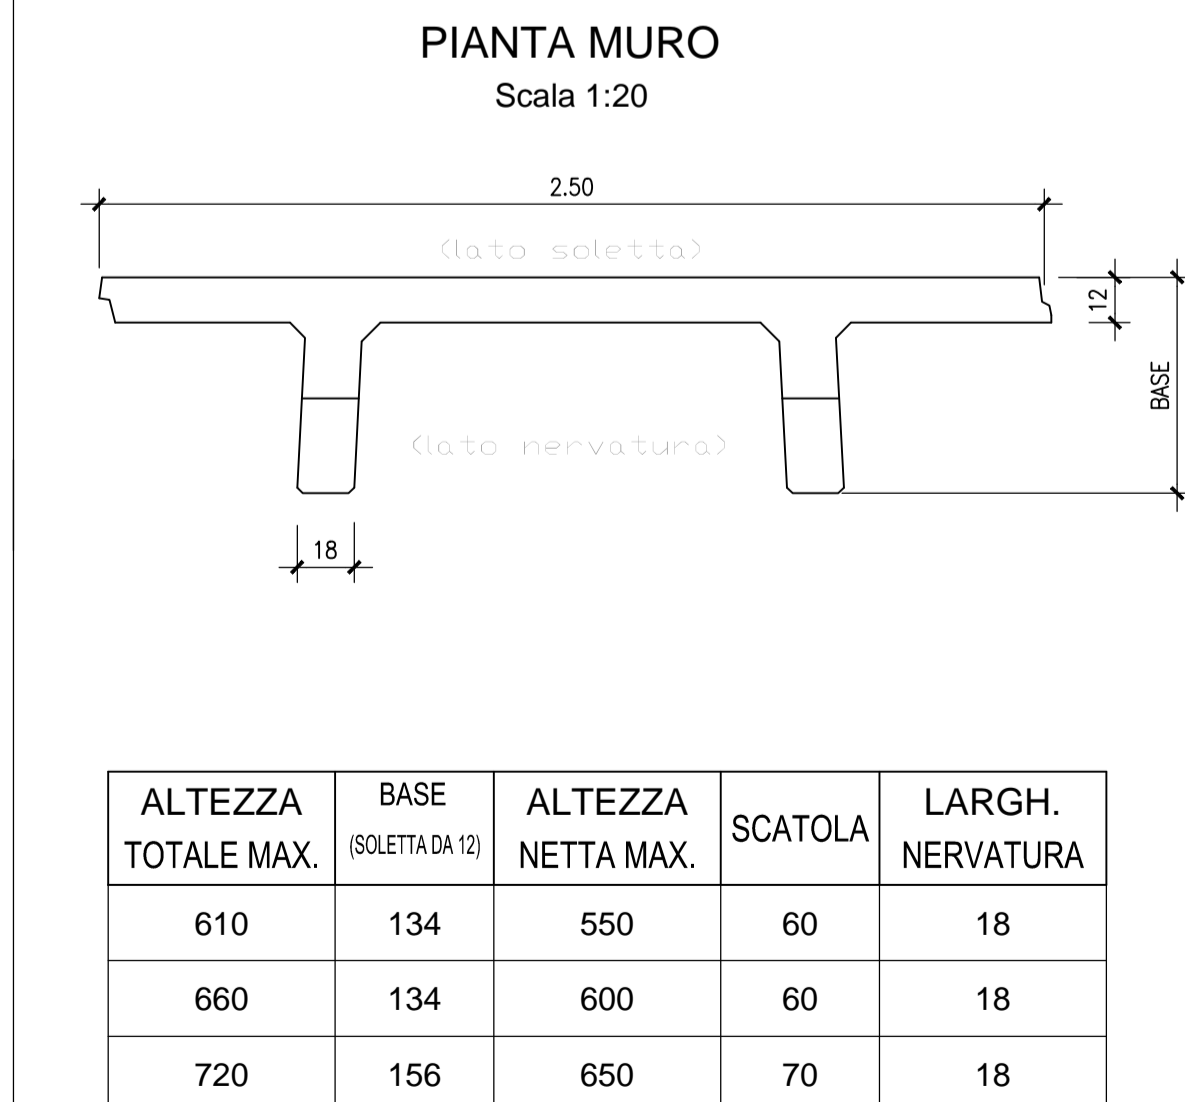 PIANTA MURO
Scala 1:20
2.50
(lato soletta)
12
BASE
(lato nervatura)
18
ALTEZZA TOTALE MAX. BASE (SOLETTA DA 12) ALTEZZA NETTA MAX. SCATOLA LARGH. NERVATURA
610 134 550 60 18
660 134 600 60 18
720 156 650 70 18